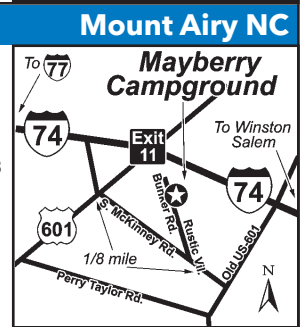 Mount Airy NC
To 77
Mayberry
Campground
74
Exit
11
To Winston
Salem
74
Bunker Rd.
Rustic Vil.
601
S. McKinney Rd.
1/8 mile
Old US-601
Perry Taylor Rd.
N